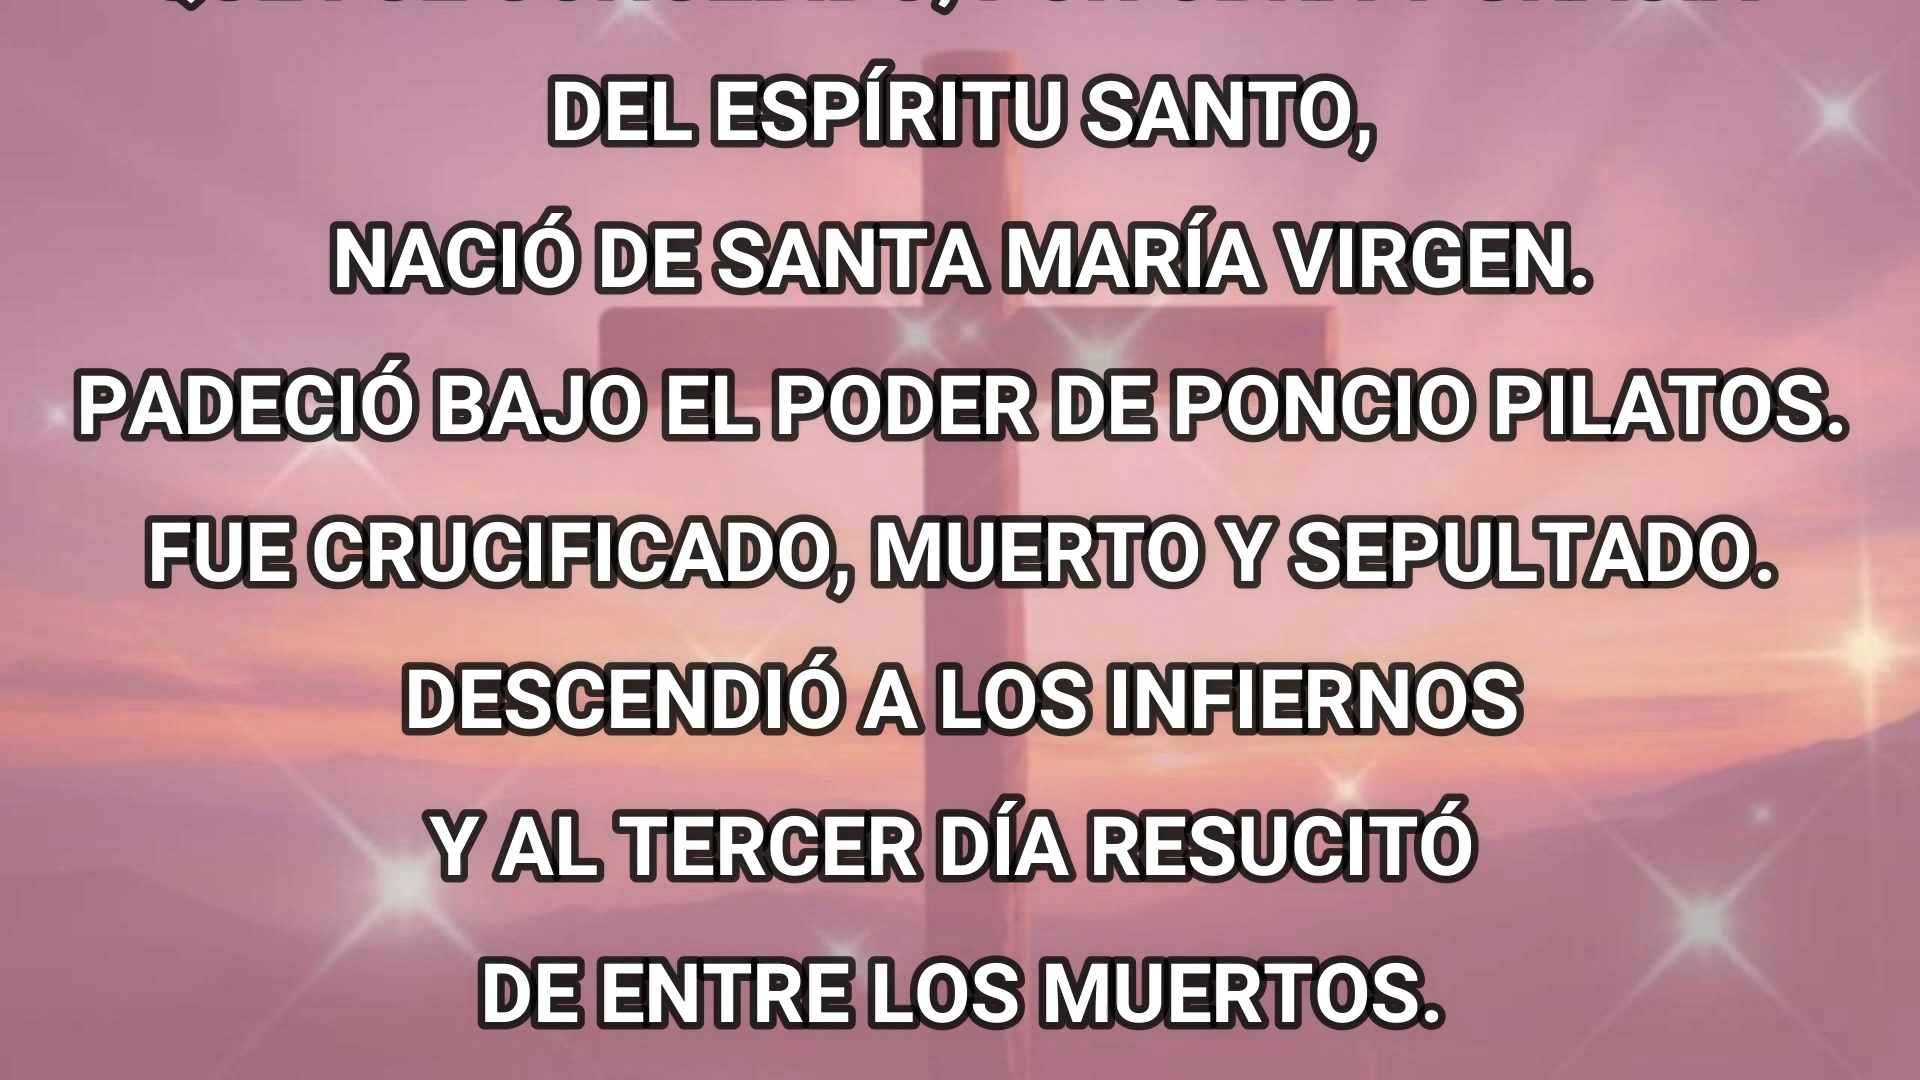 DEL ESPÍRITU SANTO,
NACIÓ DE SANTA MARÍA VIRGEN.
PADECIÓ BAJO EL PODER DE PONCIO PILATOS.
FUE CRUCIFICADO, MUERTO Y SEPULTADO.
DESCENDIÓ A LOS INFIERNOS
Y AL TERCER DÍA RESUCITÓ
DE ENTRE LOS MUERTOS.